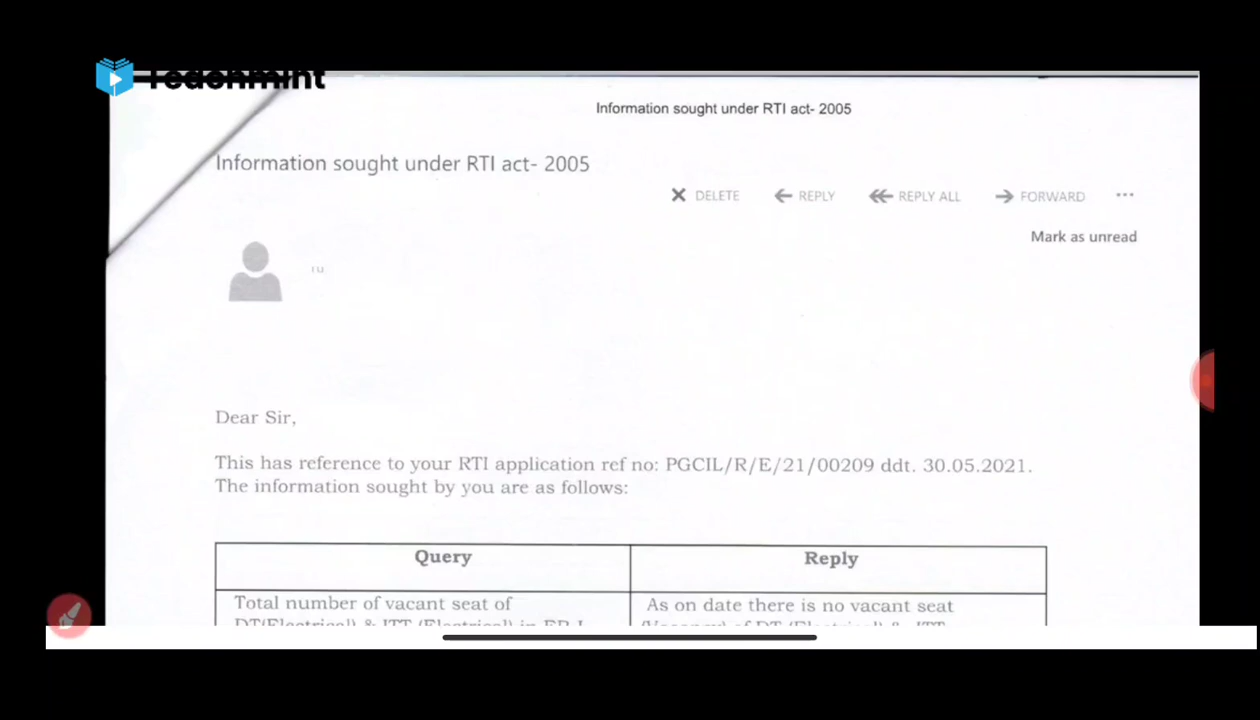 Information sought under RTI act- 2005
Information sought under RTI act- 2005
DELETE REPLY REPLY ALL FORWARD ...
Mark as unread
Dear Sir,
This has reference to your RTI application ref no: PGCIL/R/E/21/00209 ddt. 30.05.2021.
The information sought by you are as follows:
Query Reply
Total number of vacant seat of As on date there is no vacant seat